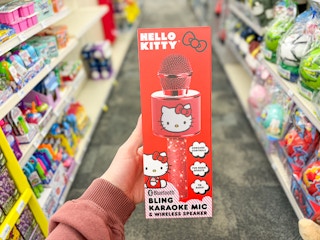 HELLO
KITTY
Bluetooth
BLING
KARAOKE MIC
& WIRELESS SPEAKER